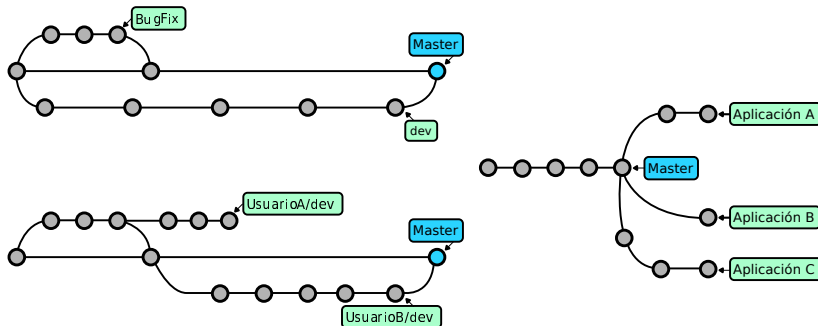 BugFix
Master
dev
UsuarioA/dev
Master
UsuarioB/dev
Aplicación A
Master
Aplicación B
Aplicación C